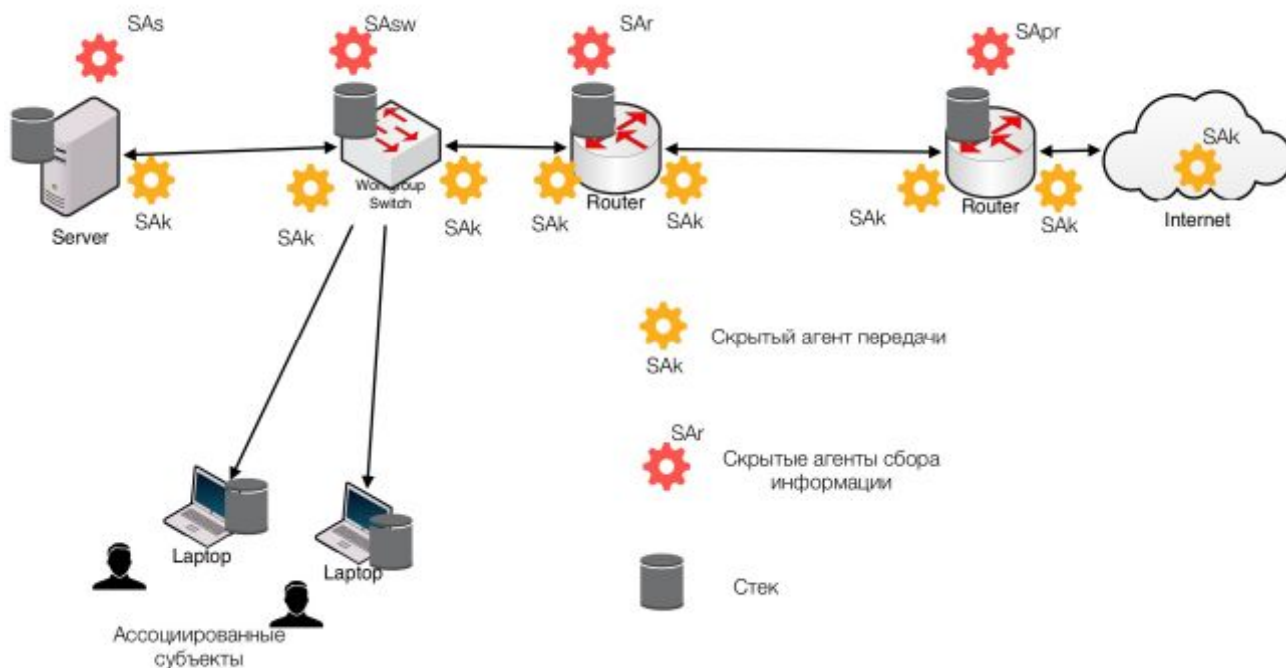 SAs
SAsw
SAr
SApr
SAk
Workgroup
Switch
Router
Router
Internet
Server
SAk
SAk
SAk
SAk
SAk
SAk
SAk
Скрытый агент передачи
SAk
SAr
Скрытые агенты сбора
информации
Laptop
Laptop
Стек
Ассоциированные
субъекты